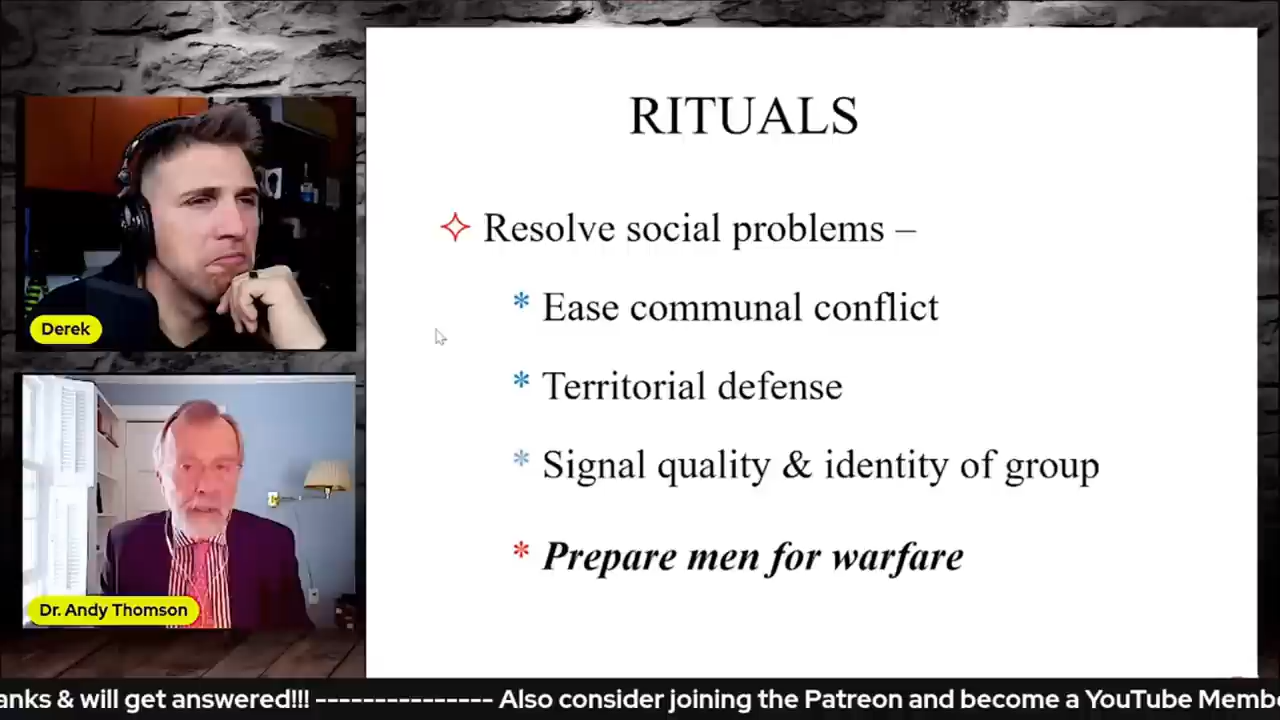 RITUALS
Resolve social problems –
* Ease communal conflict
* Territorial defense
* Signal quality & identity of group
* Prepare men for warfare
Derek
Dr. Andy Thomson
anks & will get answered!!! --------------- Also consider joining the Patreon and become a YouTube Memb